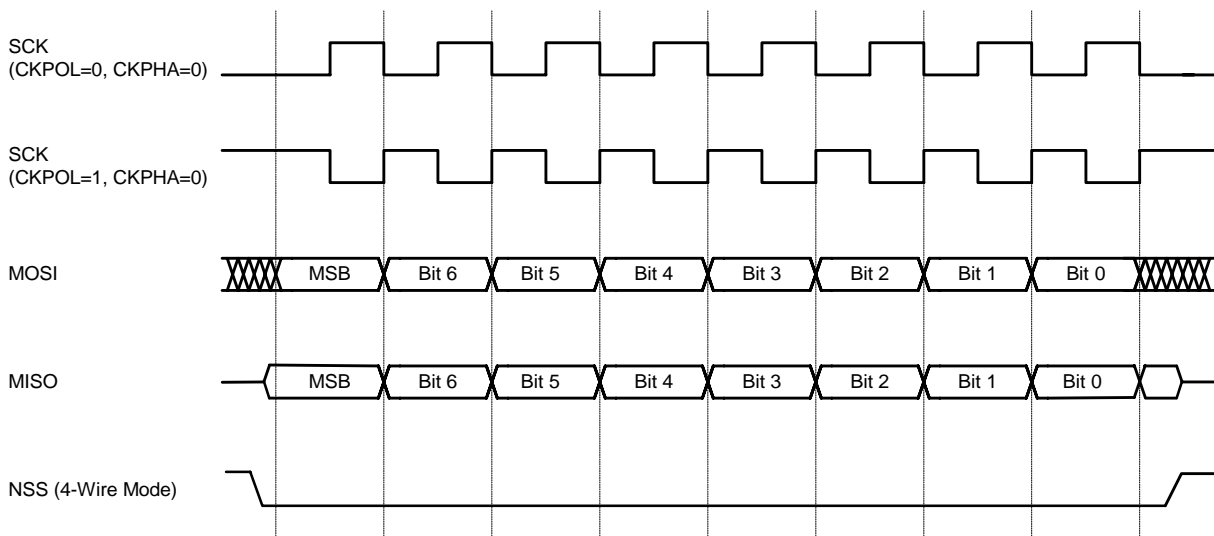 SCK
(CKPOL=0, CKPHA=0)
SCK
(CKPOL=1, CKPHA=0)
MOSI MSB Bit 6 Bit 5 Bit 4 Bit 3 Bit 2 Bit 1 Bit 0
MISO MSB Bit 6 Bit 5 Bit 4 Bit 3 Bit 2 Bit 1 Bit 0
NSS (4-Wire Mode)